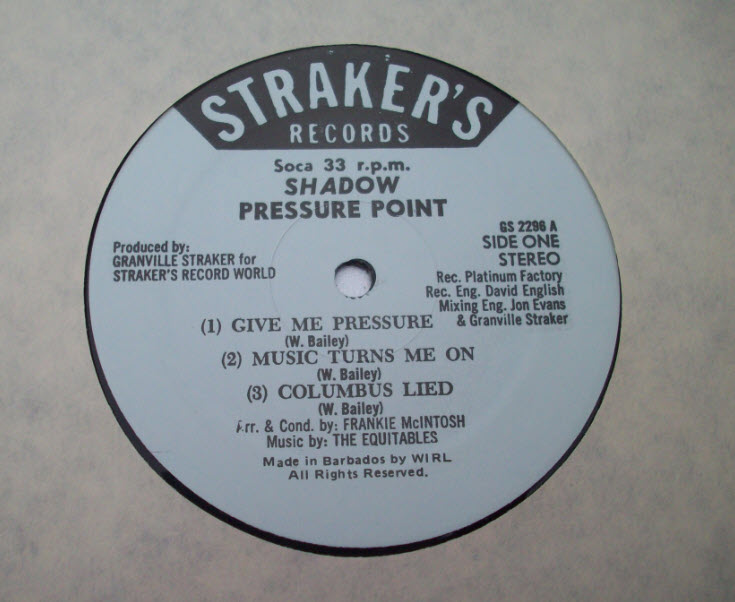 STRAKER'S
RECORDS
Soca 33 r.p.m.
SHADOW
PRESSURE POINT
Produced by:
GRANVILLE STRAKER for
STRAKER'S RECORD WORLD
GS 2296 A
SIDE ONE
STEREO
Rec. Platinum Factory
Rec. Eng. David English
Mixing Eng. Jon Evans
& Granville Straker
(1) GIVE ME PRESSURE
(W. Bailey)
(2) MUSIC TURNS ME ON
(W. Bailey)
(3) COLUMBUS LIED
(W. Bailey)
Arr. & Cond. by: FRANKIE McINTOSH
Music by: THE EQUITABLES
Made in Barbados by WIRL
All Rights Reserved.